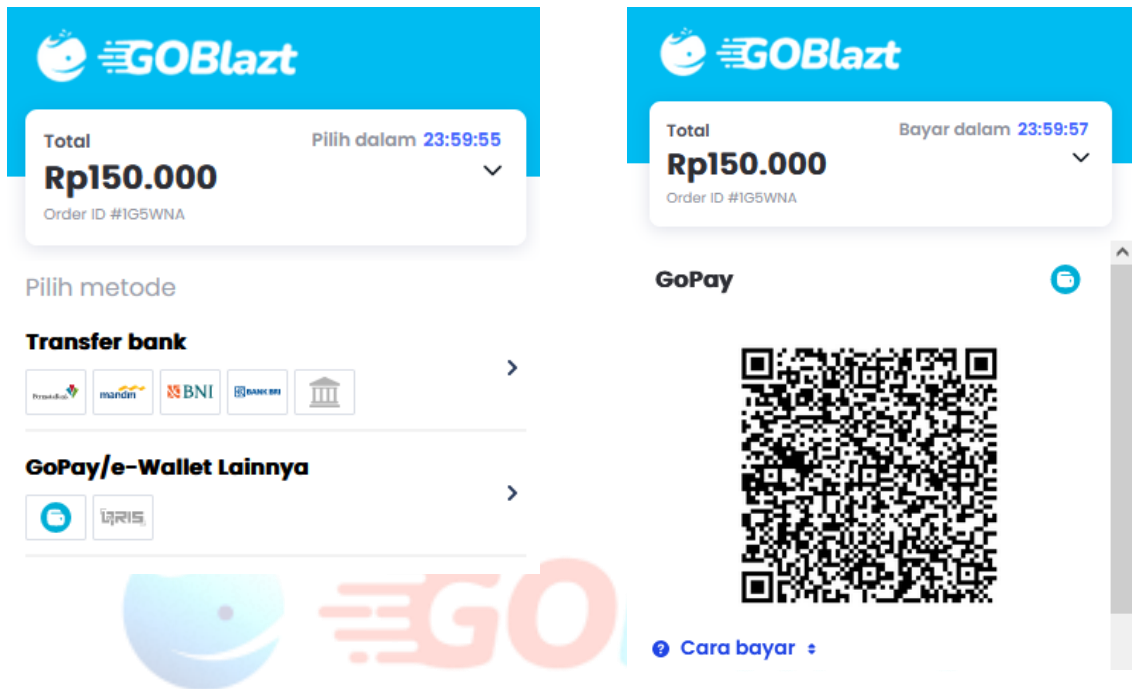 GOBlazt
Total
Pilih dalam 23:59:55
Rp150.000
Order ID #1G5WNA
Pilih metode
Transfer bank
PermataBank
mandiri
BNI
BANK BRI
GoPay/e-Wallet Lainnya
QRIS
GOBlazt
Total
Bayar dalam 23:59:57
Rp150.000
Order ID #1G5WNA
GoPay
Cara bayar
GO